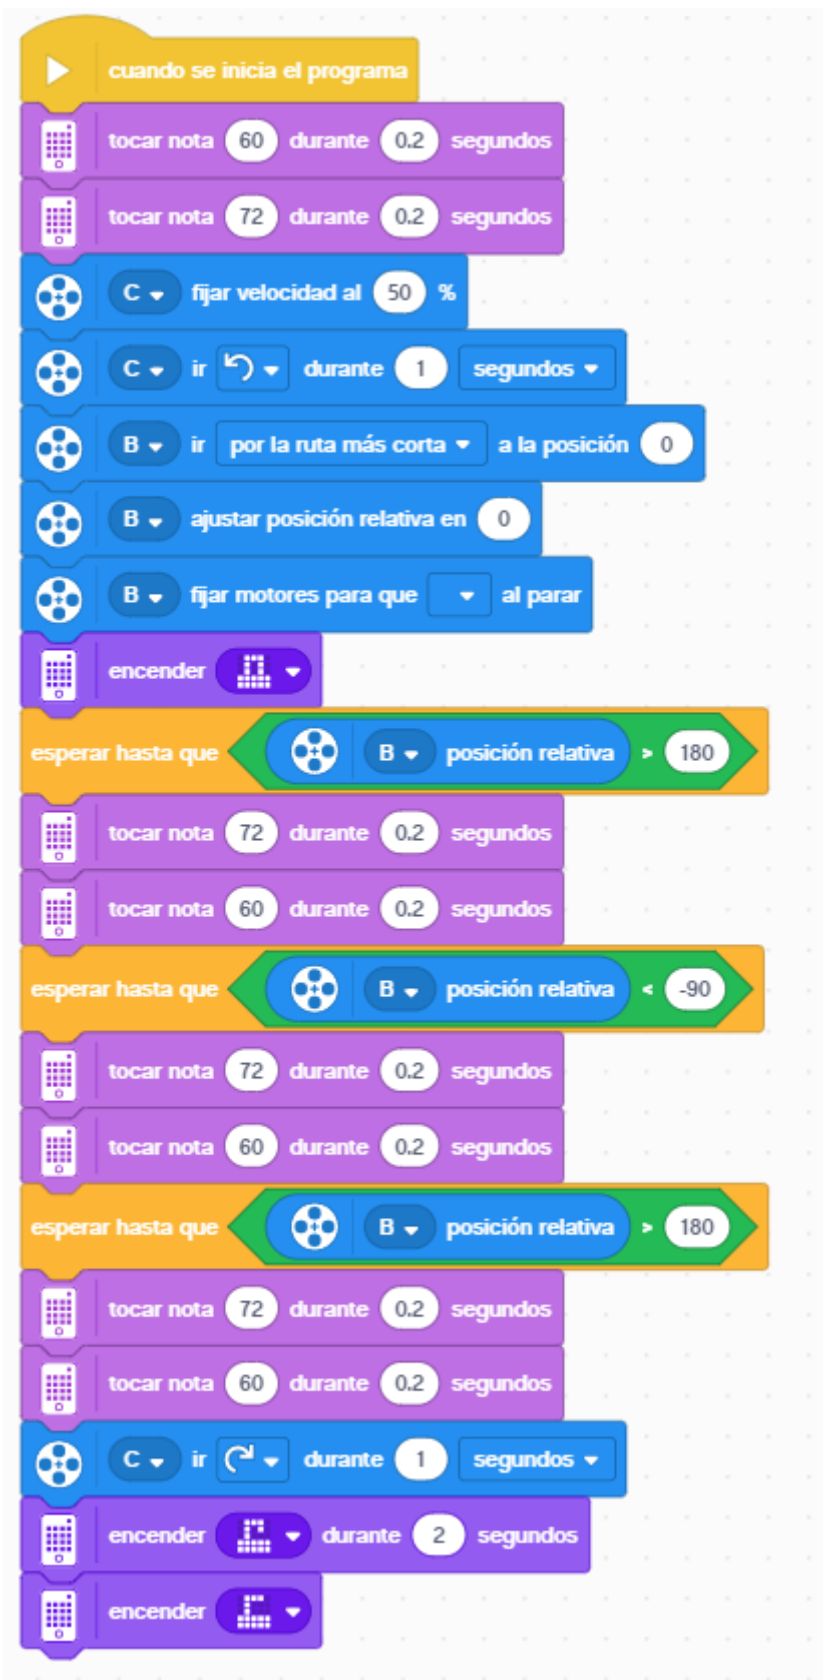 cuando se inicia el programa
tocar nota 60 durante 0.2 segundos
tocar nota 72 durante 0.2 segundos
C fijar velocidad al 50 %
C ir durante 1 segundos
B ir por la ruta más corta a la posición 0
B ajustar posición relativa en 0
B fijar motores para que al parar
encender
esperar hasta que B posición relativa > 180
tocar nota 72 durante 0.2 segundos
tocar nota 60 durante 0.2 segundos
esperar hasta que B posición relativa < -90
tocar nota 72 durante 0.2 segundos
tocar nota 60 durante 0.2 segundos
esperar hasta que B posición relativa > 180
tocar nota 72 durante 0.2 segundos
tocar nota 60 durante 0.2 segundos
C ir durante 1 segundos
encender durante 2 segundos
encender